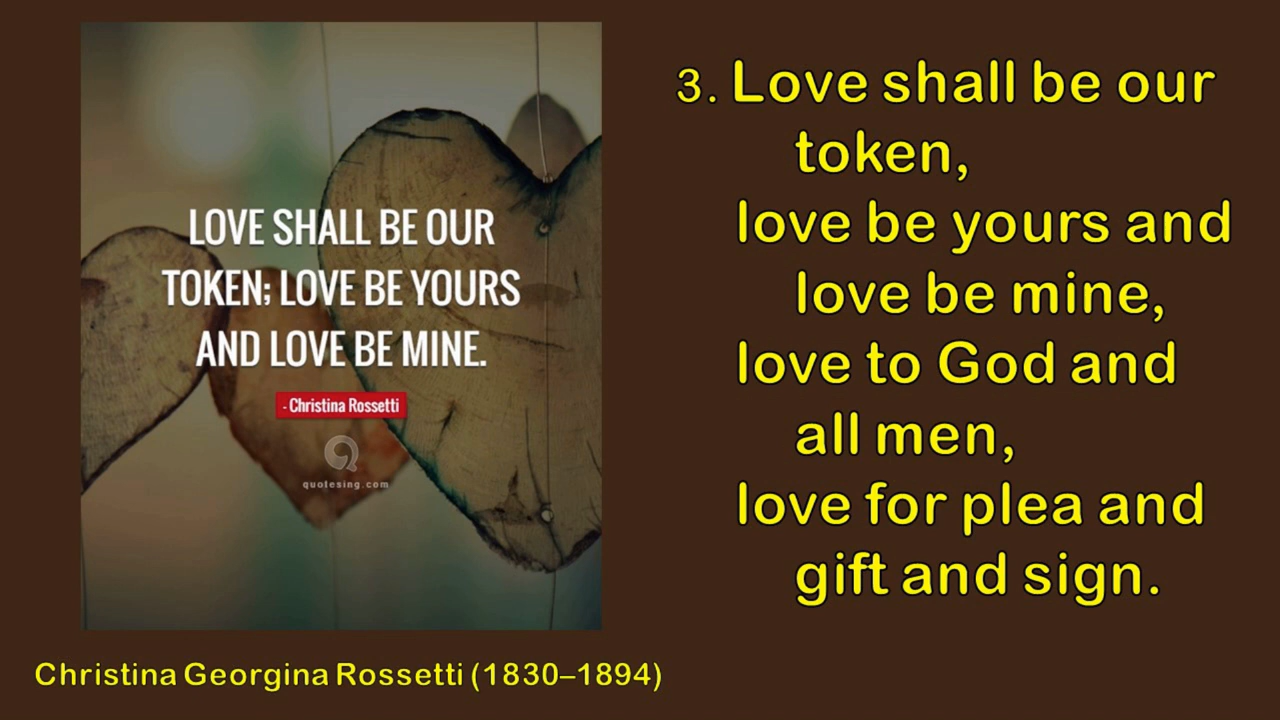 LOVE SHALL BE OUR
TOKEN; LOVE BE YOURS
AND LOVE BE MINE.
- Christina Rossetti
quotesing.com
3. Love shall be our
token,
love be yours and
love be mine,
love to God and
all men,
love for plea and
gift and sign.
Christina Georgina Rossetti (1830–1894)